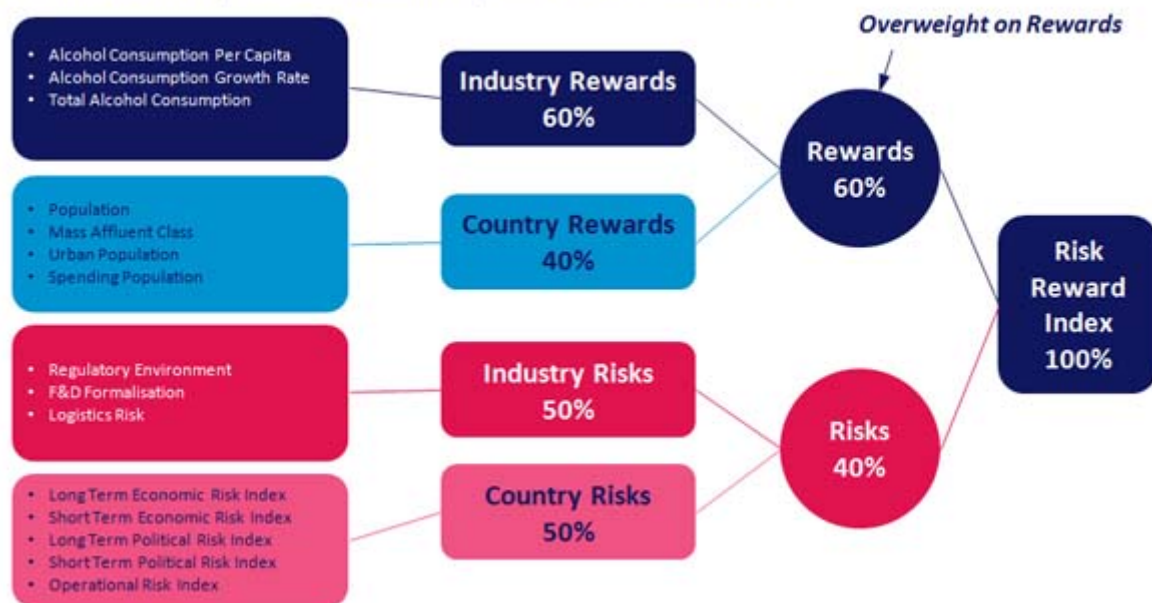 Overweight on Rewards
• Alcohol Consumption Per Capita
• Alcohol Consumption Growth Rate
• Total Alcohol Consumption
Industry Rewards
60%
Rewards
60%
• Population
• Mass Affluent Class
• Urban Population
• Spending Population
Country Rewards
40%
Risk
Reward
Index
100%
• Regulatory Environment
• F&D Formalisation
• Logistics Risk
Industry Risks
50%
Risks
40%
• Long Term Economic Risk Index
• Short Term Economic Risk Index
• Long Term Political Risk Index
• Short Term Political Risk Index
• Operational Risk Index
Country Risks
50%